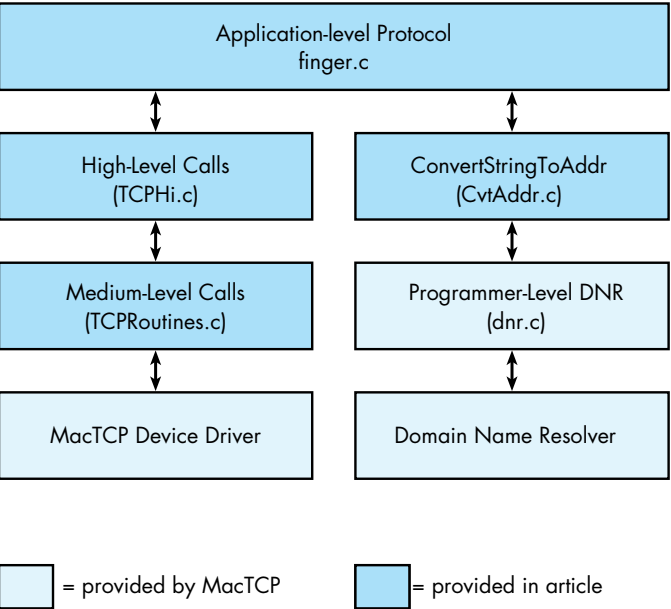 Application-level Protocol
finger.c
High-Level Calls
(TCPHi.c)
ConvertStringToAddr
(CvtAddr.c)
Medium-Level Calls
(TCPRoutines.c)
Programmer-Level DNR
(dnr.c)
MacTCP Device Driver
Domain Name Resolver
= provided by MacTCP
= provided in article